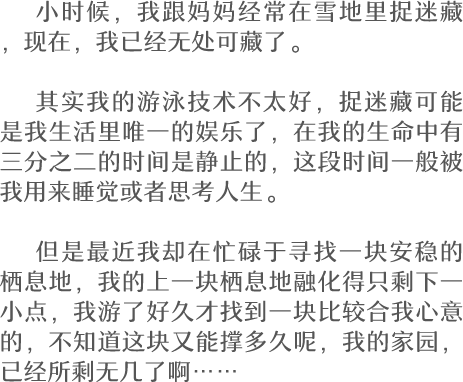 小时候，我跟妈妈经常在雪地里捉迷藏
，现在，我已经无处可藏了。
其实我的游泳技术不太好，捉迷藏可能
是我生活里唯一的娱乐了，在我的生命中有
三分之二的时间是静止的，这段时间一般被
我用来睡觉或者思考人生。
但是最近我却在忙碌于寻找一块安稳的
栖息地，我的上一块栖息地融化得只剩下一
小点，我游了好久才找到一块比较合我心意
的，不知道这块又能撑多久呢，我的家园，
已经所剩无几了啊……